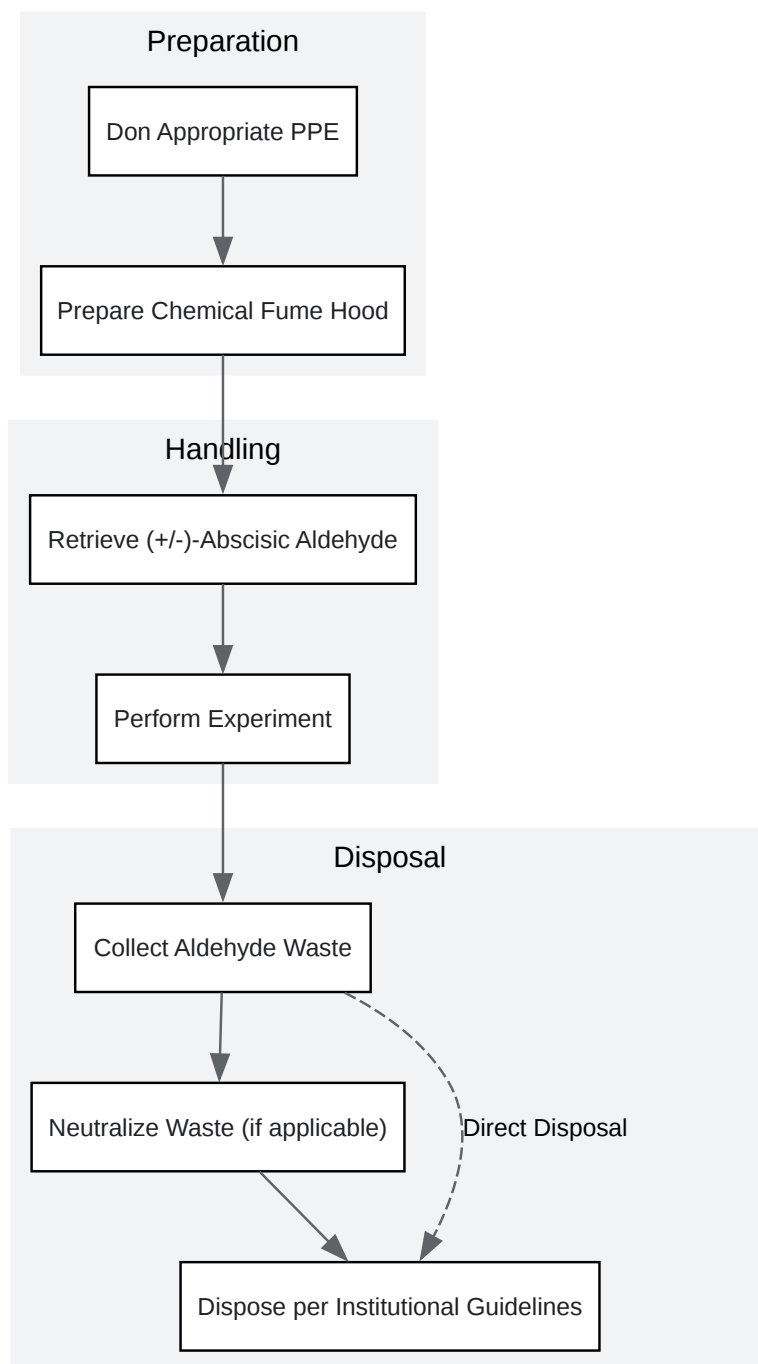 Preparation
Don Appropriate PPE
Prepare Chemical Fume Hood
Handling
Retrieve (+/-)-Abscisic Aldehyde
Perform Experiment
Disposal
Collect Aldehyde Waste
Neutralize Waste (if applicable)
Direct Disposal
Dispose per Institutional Guidelines